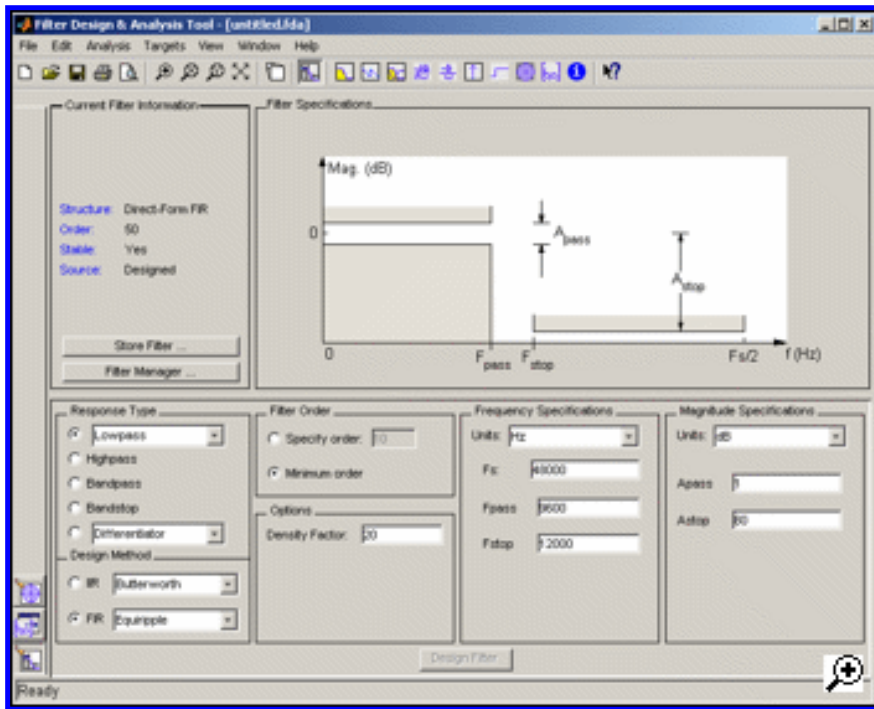 Filter Design & Analysis Tool - [untitled.fda]
File Edit Analysis Targets View Window Help
Current Filter Information
Structure: Direct-Form FIR
Order: 50
Stable: Yes
Source: Designed
Store Filter ...
Filter Manager ...
Filter Specifications
Mag. (dB)
0
Apass
Astop
0 Fpass Fstop Fs/2 f (Hz)
Response Type
Lowpass
Highpass
Bandpass
Bandstop
Differentiator
Design Method
IIR Butterworth
FIR Equiripple
Filter Order
Specify order: 10
Minimum order
Options
Density Factor: 20
Frequency Specifications
Units: Hz
Fs: 48000
Fpass 9600
Fstop 12000
Magnitude Specifications
Units: dB
Apass 1
Astop 80
Design Filter
Ready